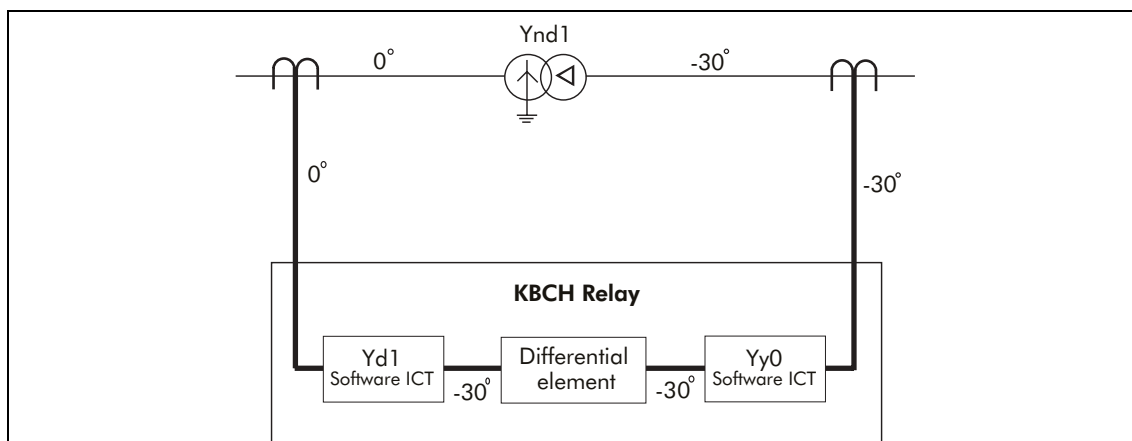 Ynd1
0°
-30°
0°
-30°
KBCH Relay
Yd1
Software ICT
Differential
element
Yy0
Software ICT
-30°
-30°